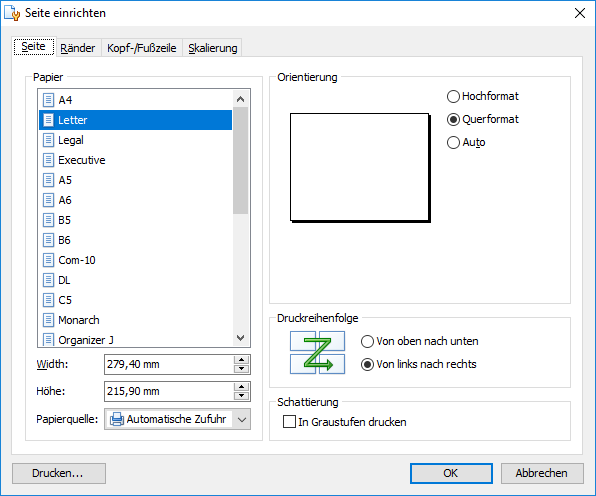 Seite einrichten
Seite Ränder Kopf-/Fußzeile Skalierung
Papier
A4
Letter
Legal
Executive
A5
A6
B5
B6
Com-10
DL
C5
Monarch
Organizer J
Width: 279,40 mm
Höhe: 215,90 mm
Papierquelle: Automatische Zufuhr
Orientierung
Hochformat
Querformat
Auto
Druckreihenfolge
Von oben nach unten
Von links nach rechts
Schattierung
In Graustufen drucken
Drucken... OK Abbrechen